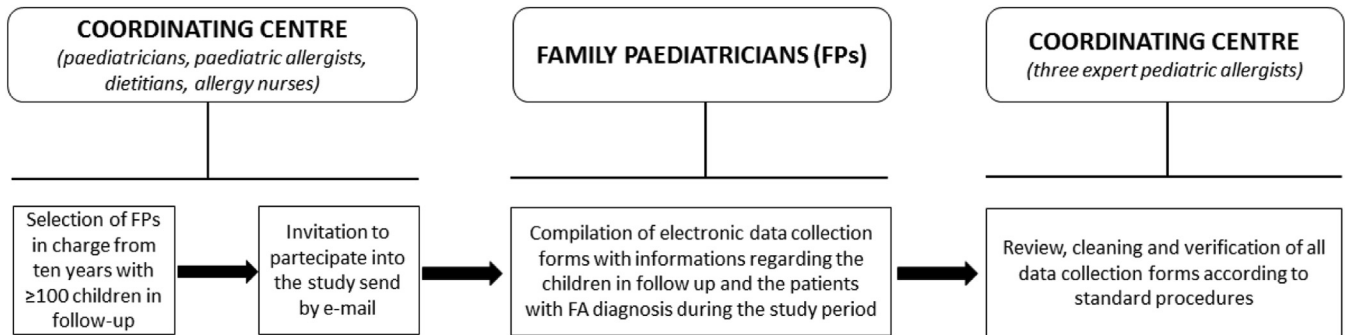 COORDINATING CENTRE
(paediatricians, paediatric allergists,
dietitians, allergy nurses)
FAMILY PAEDIATRICIANS (FPs)
COORDINATING CENTRE
(three expert pediatric allergists)
Selection of FPs
in charge from
ten years with
≥100 children in
follow-up
Invitation to
partecipate into
the study send
by e-mail
Compilation of electronic data collection
forms with informations regarding the
children in follow up and the patients
with FA diagnosis during the study period
Review, cleaning and verification of all
data collection forms according to
standard procedures